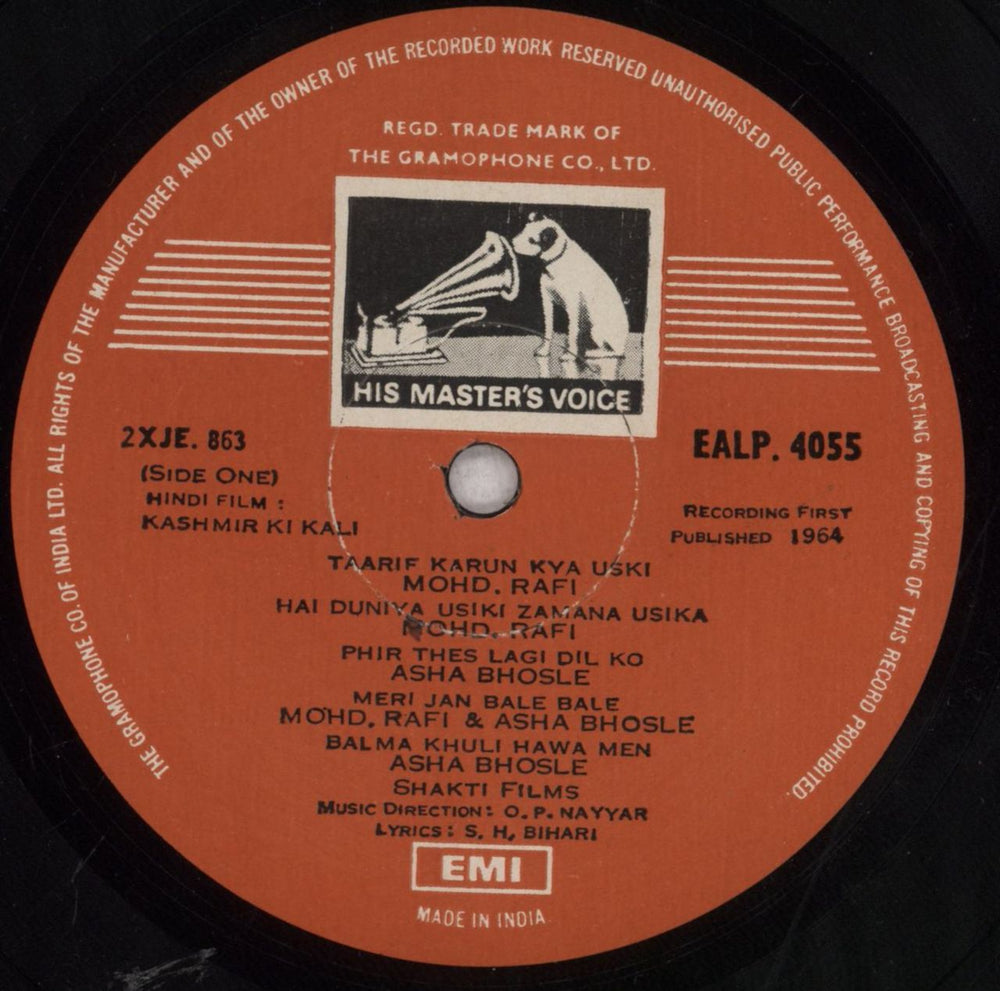 THE GRAMOPHONE CO. OF INDIA LTD. ALL RIGHTS OF THE MANUFACTURER AND OF THE OWNER OF THE RECORDED WORK RESERVED UNAUTHORISED PUBLIC PERFORMANCE BROADCASTING AND COPYING OF THIS RECORD PROHIBITED.
REGD. TRADE MARK OF
THE GRAMOPHONE CO., LTD.
HIS MASTER'S VOICE
2XJE. 863
(SIDE ONE)
HINDI FILM :
KASHMIR KI KALI
EALP. 4055
RECORDING FIRST
PUBLISHED 1964
TAARIF KARUN KYA USKI
MOHD. RAFI
HAI DUNIYA USIKI ZAMANA USIKA
MOHD. RAFI
PHIR THES LAGI DIL KO
ASHA BHOSLE
MERI JAN BALE BALE
MOHD. RAFI & ASHA BHOSLE
BALMA KHULI HAWA MEN
ASHA BHOSLE
SHAKTI FILMS
MUSIC DIRECTION: O. P. NAYYAR
LYRICS: S. H. BIHARI
EMI
MADE IN INDIA